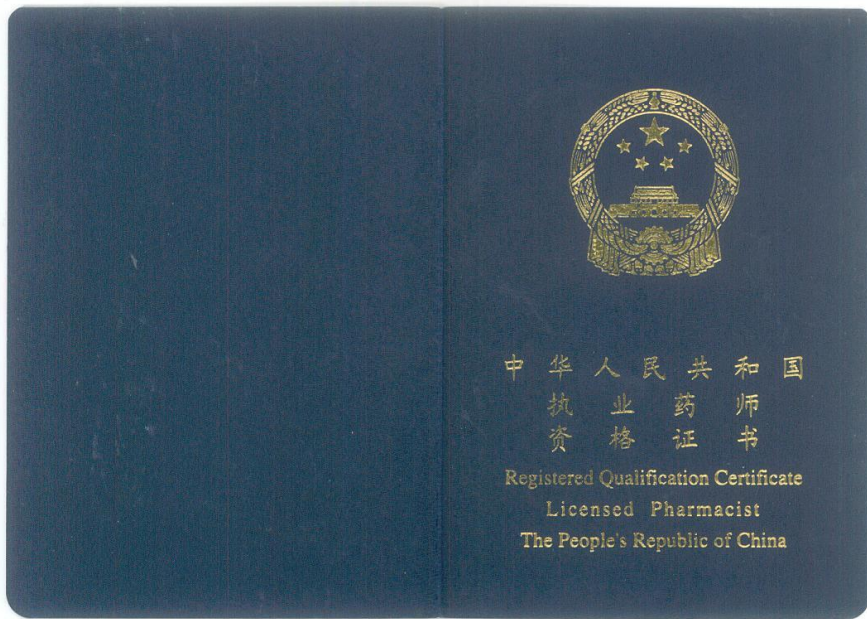 中华人民共和国
执业药师
资格证书
Registered Qualification Certificate
Licensed Pharmacist
The People's Republic of China